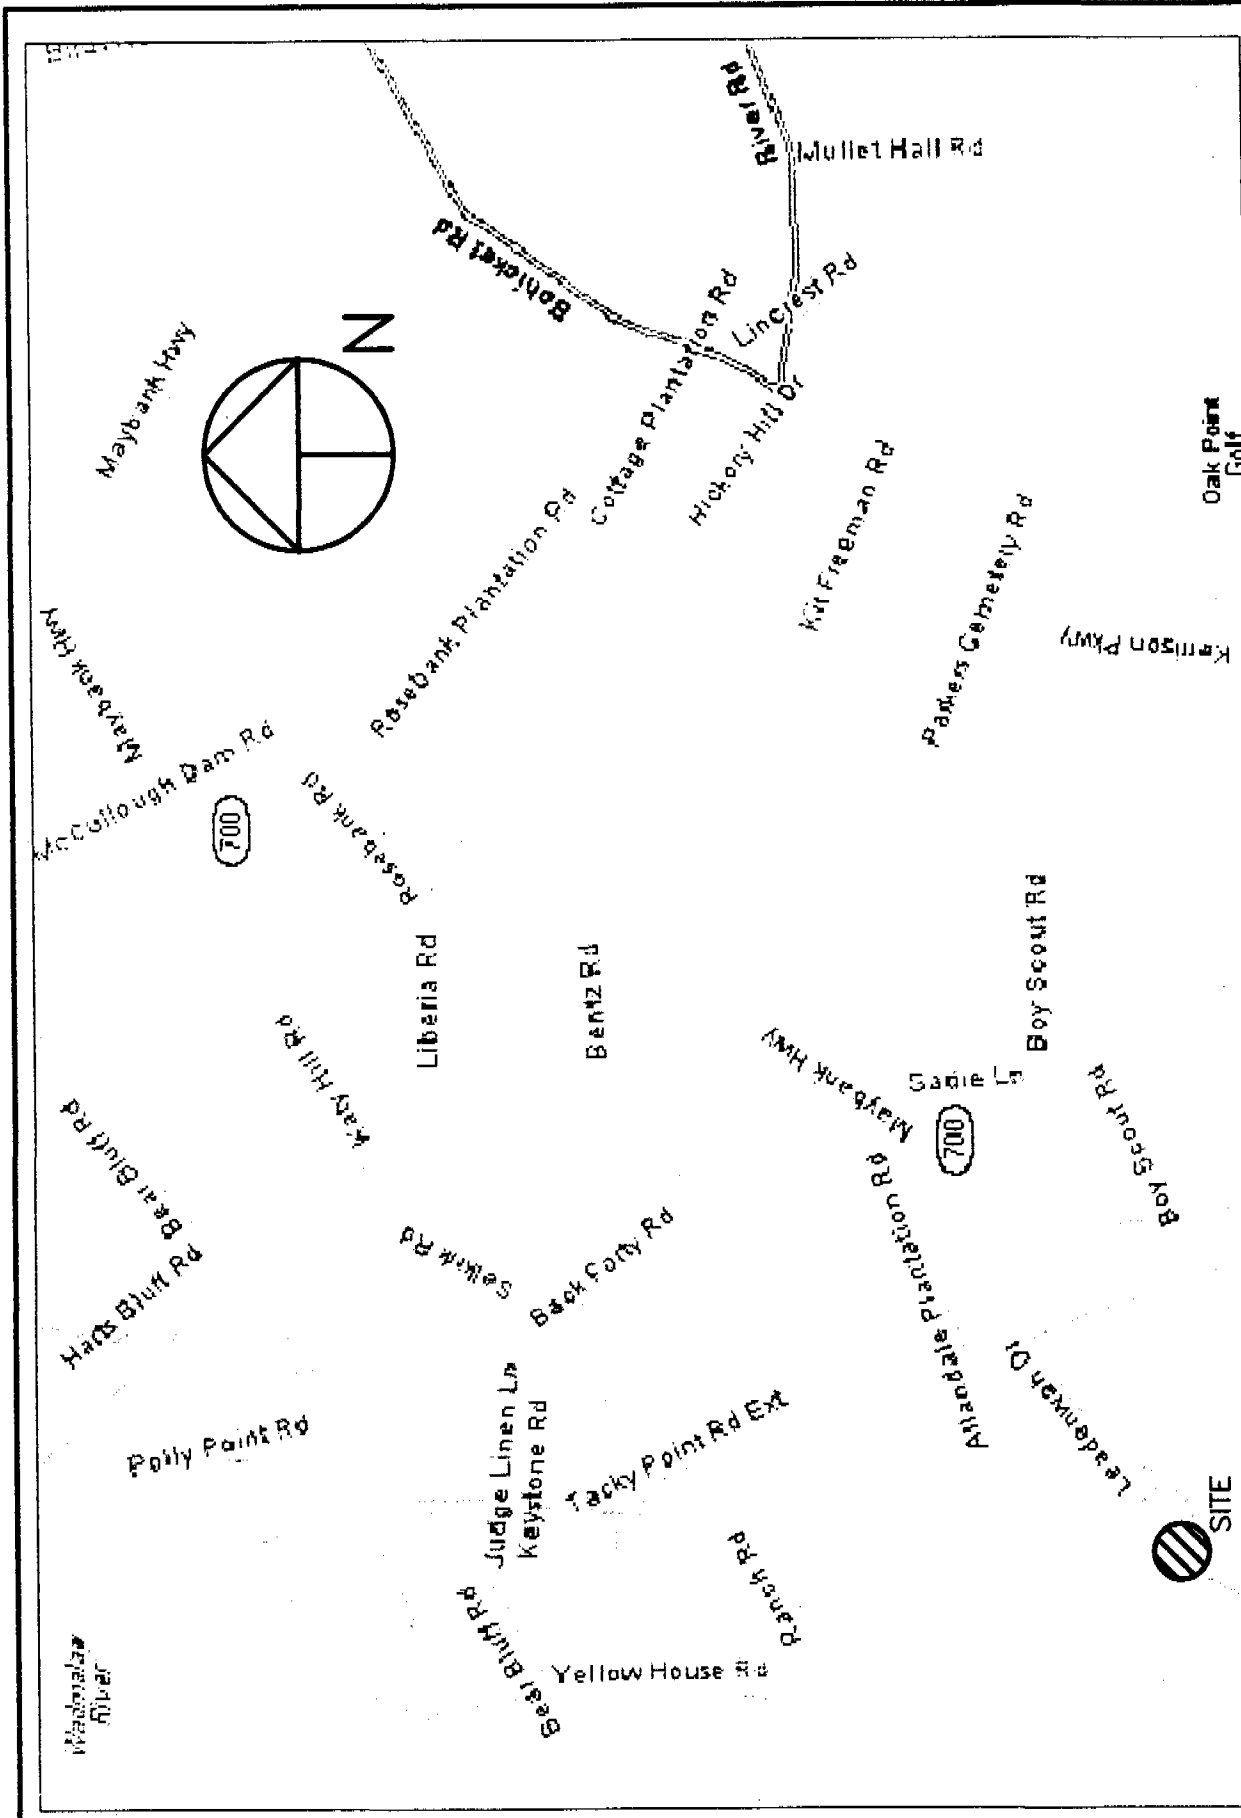 Wadmalaw
River
Harts Bluff Rd
Bear Bluff Rd
McCollough Dam Rd
Maybank Hwy
Maybank Hwy
700
N
Polly Point Rd
Katy Hill Rd
Rosebank Rd
Liberia Rd
Rosebank Plantation Rd
Bohicket Rd
Selkirk Rd
Judge Linen Ln
Keystone Rd
Bear Bluff Rd
Back Forty Rd
Bentz Rd
Cottage Plantation Rd
Yellow House Rd
Tacky Point Rd Ext
Ranch Rd
Hickory Hill Dr
Lincrest Rd
River Rd
Mullet Hall Rd
Maybank Hwy
Kitt Freeman Rd
Allandale Plantation Rd
700
Sadie Ln
Parkers Cemetery Rd
Boy Scout Rd
Boy Scout Rd
Leadenwah Dr
Kerrison Pkwy
SITE
Oak Point
Golf